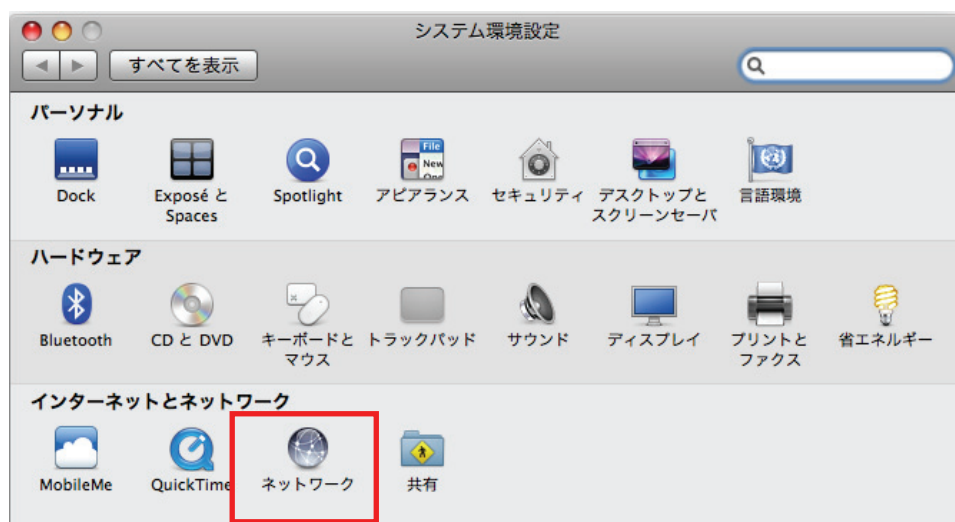 システム環境設定
すべてを表示
パーソナル
Dock
Exposé と
Spaces
Spotlight
File
New
One
アピアランス
セキュリティ
デスクトップと
スクリーンセーバ
言語環境
ハードウェア
Bluetooth
CD と DVD
キーボードと
マウス
トラックパッド
サウンド
ディスプレイ
プリントと
ファクス
省エネルギー
インターネットとネットワーク
MobileMe
QuickTime
ネットワーク
共有